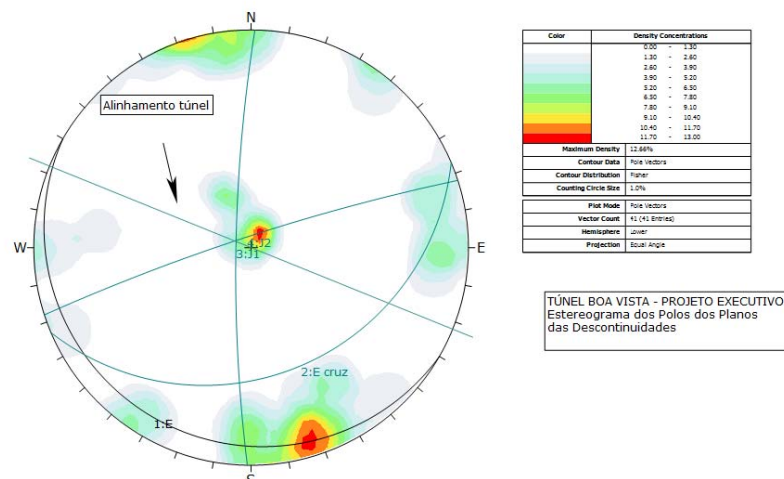 N
Alinhamento túnel
W
E
4:J2
3:J1
2:E cruz
1:E
S
Color Density Concentrations
0.00 - 1.30
1.30 - 2.60
2.60 - 3.90
3.90 - 5.20
5.20 - 6.50
6.50 - 7.80
7.80 - 9.10
9.10 - 10.40
10.40 - 11.70
11.70 - 13.00
Maximum Density 12.66%
Contour Data Pole Vectors
Contour Distribution Fisher
Counting Circle Size 1.0%
Plot Mode Pole Vectors
Vector Count 41 (41 Entries)
Hemisphere Lower
Projection Equal Angle
TÚNEL BOA VISTA - PROJETO EXECUTIVO
Estereograma dos Polos dos Planos
das Descontinuidades